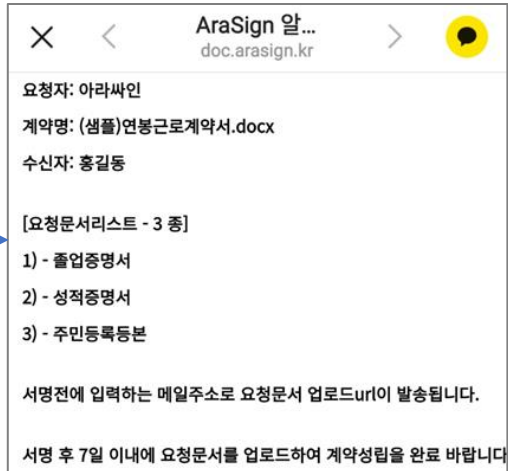 AraSign 알...
doc.arasign.kr
요청자: 아라싸인
계약명: (샘플)연봉근로계약서.docx
수신자: 홍길동
[요청문서리스트 - 3 종]
1) - 졸업증명서
2) - 성적증명서
3) - 주민등록등본
서명전에 입력하는 메일주소로 요청문서 업로드url이 발송됩니다.
서명 후 7일 이내에 요청문서를 업로드하여 계약성립을 완료 바랍니다